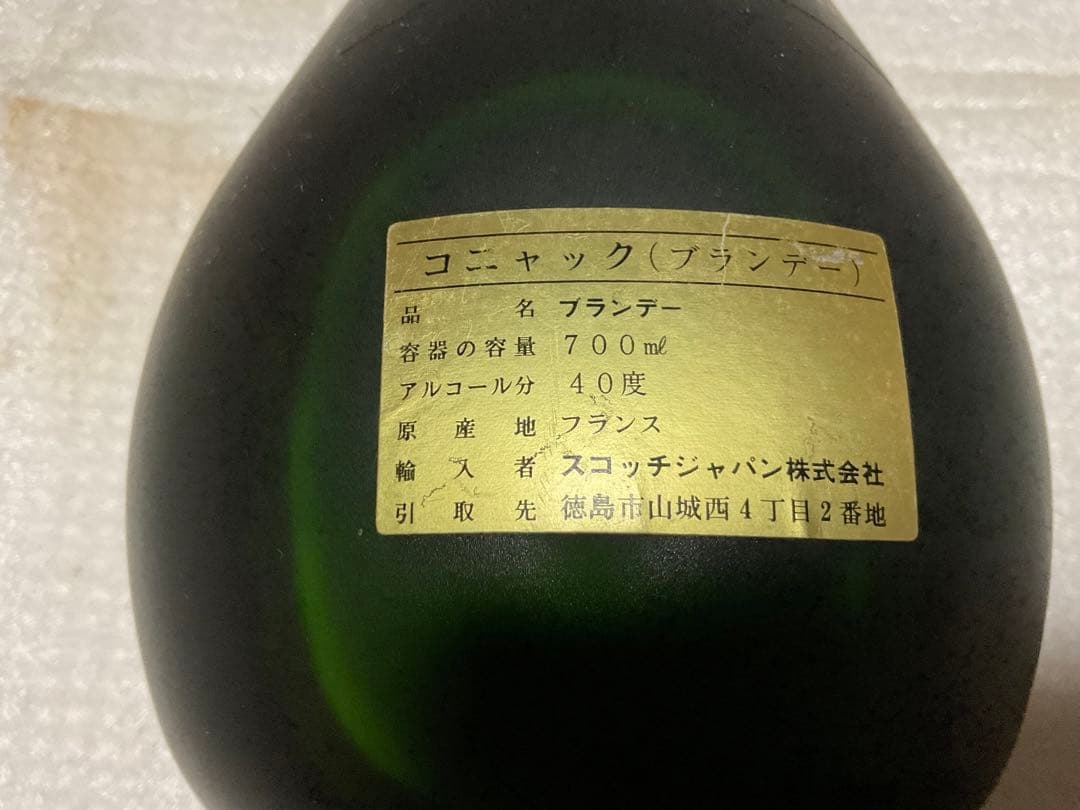 コニャック(ブランデー)
品名 ブランデー
容器の容量 700㎖
アルコール分 40度
原産地 フランス
輸入者 スコッチジャパン株式会社
引取先 徳島市山城西4丁目2番地